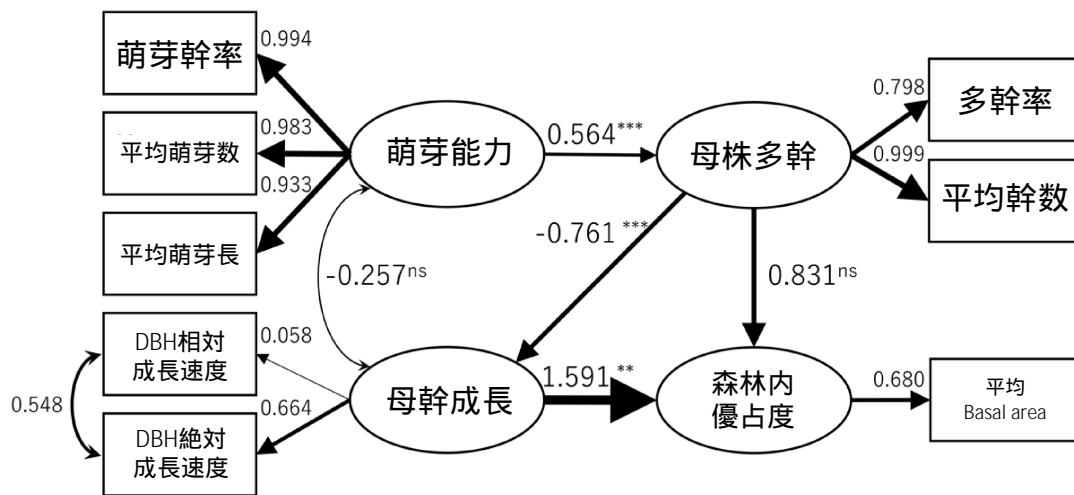 萌芽幹率
0.994
平均萌芽数
0.983
平均萌芽長
0.933
萌芽能力
0.564***
母株多幹
0.798
多幹率
0.999
平均幹数
-0.761 ***
-0.257ns
0.831ns
DBH相対
成長速度
0.058
0.548
DBH絶対
成長速度
0.664
母幹成長
1.591 **
森林内
優占度
0.680
平均
Basal area